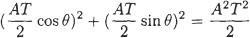 (\frac{AT}{2} \cos\theta)^2 + (\frac{AT}{2} \sin\theta)^2 = \frac{A^2T^2}{2}